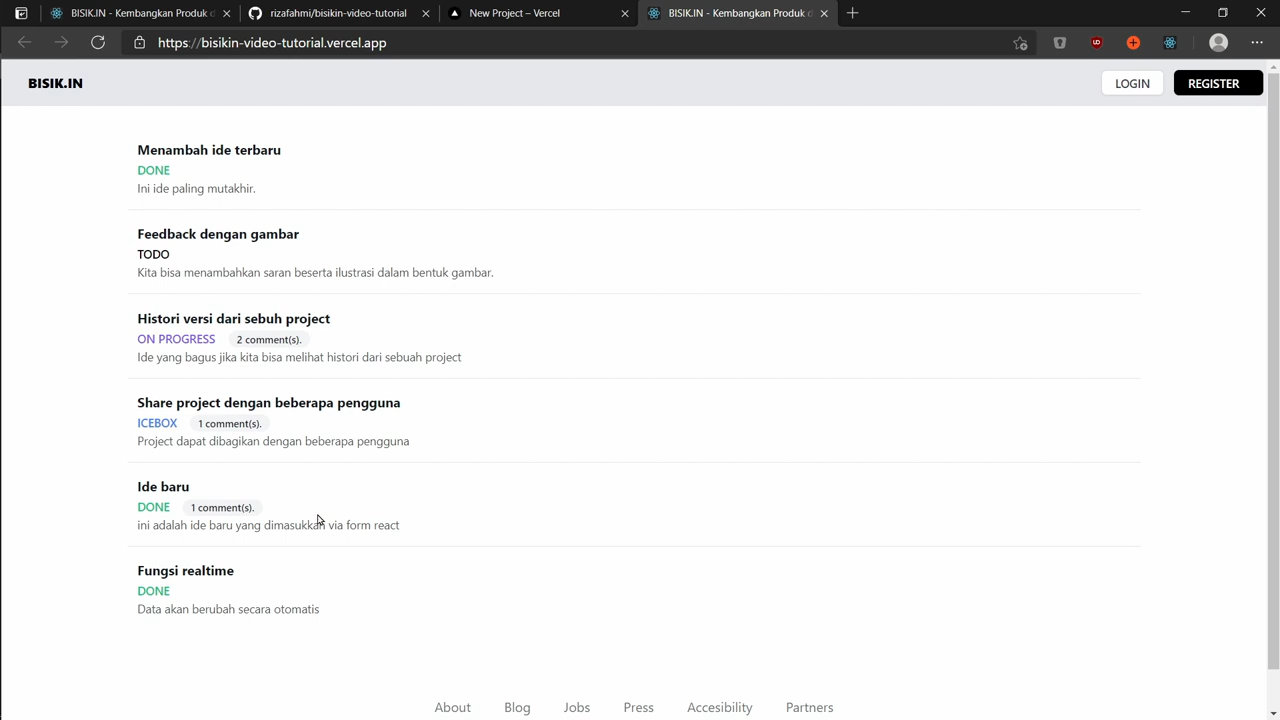 BISIK.IN - Kembangkan Produk d
rizafahmi/bisikin-video-tutorial
New Project – Vercel
BISIK.IN - Kembangkan Produk d
https://bisikin-video-tutorial.vercel.app
BISIK.IN
LOGIN
REGISTER
Menambah ide terbaru
DONE
Ini ide paling mutakhir.
Feedback dengan gambar
TODO
Kita bisa menambahkan saran beserta ilustrasi dalam bentuk gambar.
Histori versi dari sebuh project
ON PROGRESS 2 comment(s).
Ide yang bagus jika kita bisa melihat histori dari sebuah project
Share project dengan beberapa pengguna
ICEBOX 1 comment(s).
Project dapat dibagikan dengan beberapa pengguna
Ide baru
DONE 1 comment(s).
ini adalah ide baru yang dimasukkan via form react
Fungsi realtime
DONE
Data akan berubah secara otomatis
About Blog Jobs Press Accesibility Partners